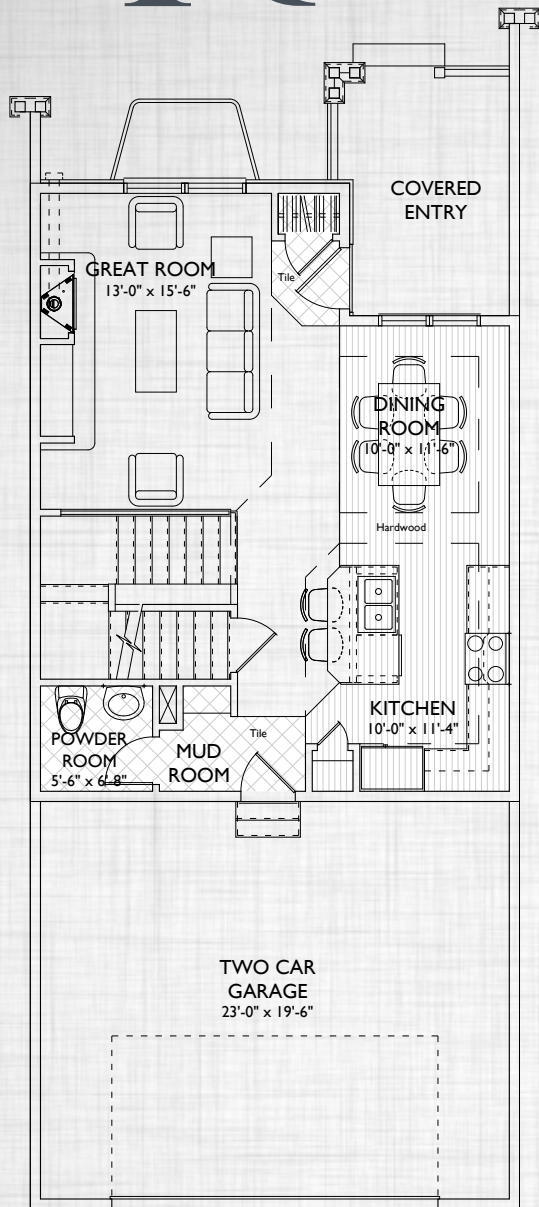 COVERED
ENTRY
GREAT ROOM
13'-0" x 15'-6"
Tile
DINING
ROOM
10'-0" x 11'-6"
Hardwood
KITCHEN
10'-0" x 11'-4"
Tile
POWDER
ROOM
5'-6" x 6'-8"
MUD
ROOM
TWO CAR
GARAGE
23'-0" x 19'-6"